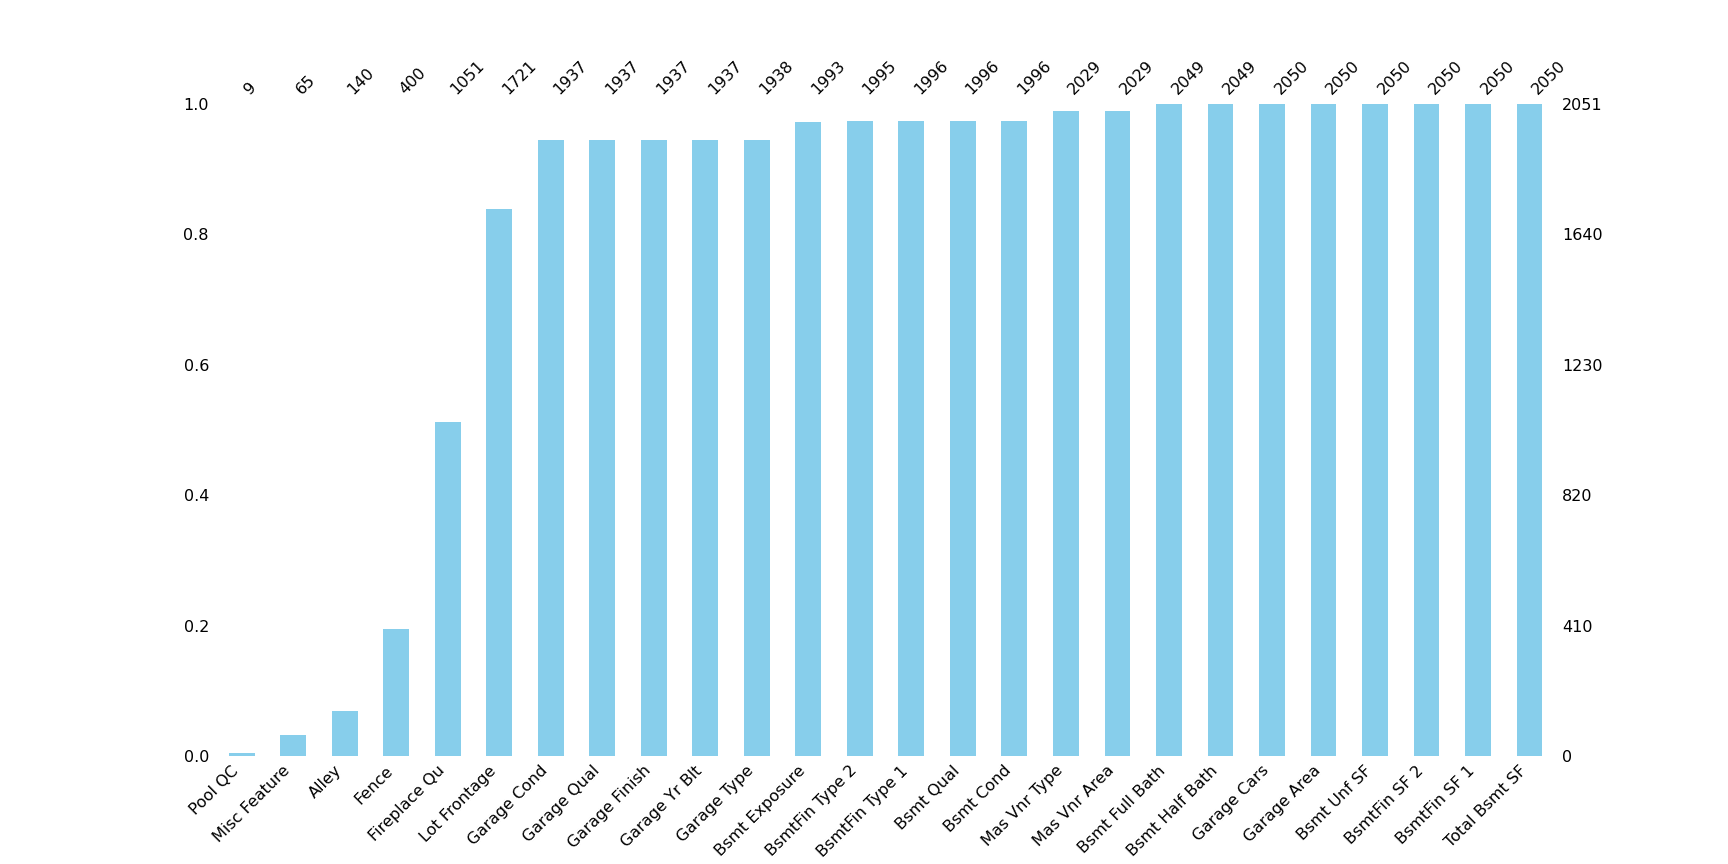 9 65 140 400 1051 1721 1937 1937 1937 1937 1938 1993 1995 1996 1996 1996 2029 2029 2049 2049 2050 2050 2050 2050 2050 2050
1.0 2051
0.8 1640
0.6 1230
0.4 820
0.2 410
0.0 0
Pool QC
Misc Feature
Alley
Fence
Fireplace Qu
Lot Frontage
Garage Cond
Garage Qual
Garage Finish
Garage Yr Blt
Garage Type
Bsmt Exposure
BsmtFin Type 2
BsmtFin Type 1
Bsmt Qual
Bsmt Cond
Mas Vnr Type
Mas Vnr Area
Bsmt Full Bath
Bsmt Half Bath
Garage Cars
Garage Area
Bsmt Unf SF
BsmtFin SF 2
BsmtFin SF 1
Total Bsmt SF